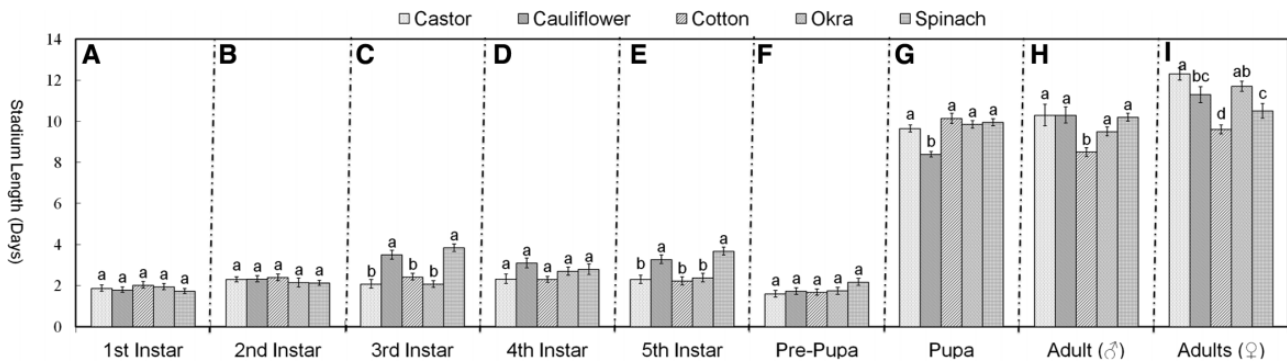 Castor Cauliflower Cotton Okra Spinach
Stadium Length (Days)
14
12
10
8
6
4
2
0
A B C D E F G H I
a a a a a
a a a a a
b a b b a
a a a a a
b a b b a
a a a a a
a b a a a
a a b a a
a bc d ab c
1st Instar 2nd Instar 3rd Instar 4th Instar 5th Instar Pre-Pupa Pupa Adult (♂) Adults (♀)